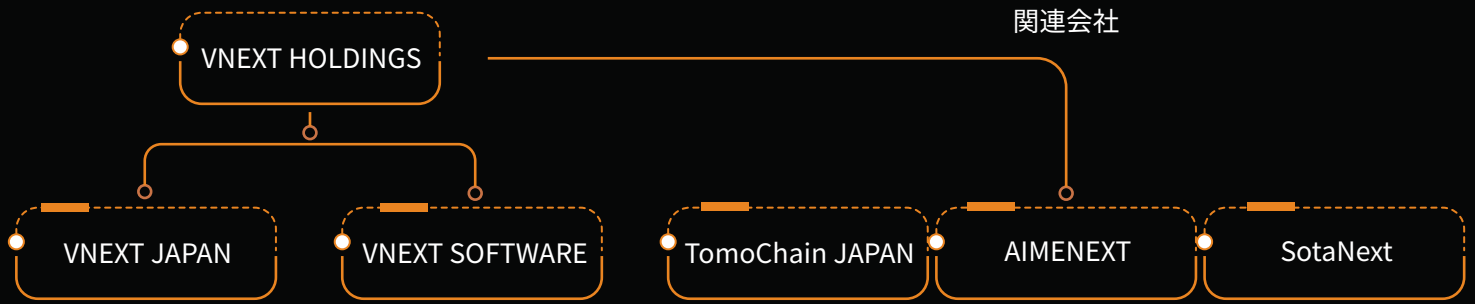 関連会社
VNEXT HOLDINGS
VNEXT JAPAN
VNEXT SOFTWARE
TomoChain JAPAN
AIMENEXT
SotaNext